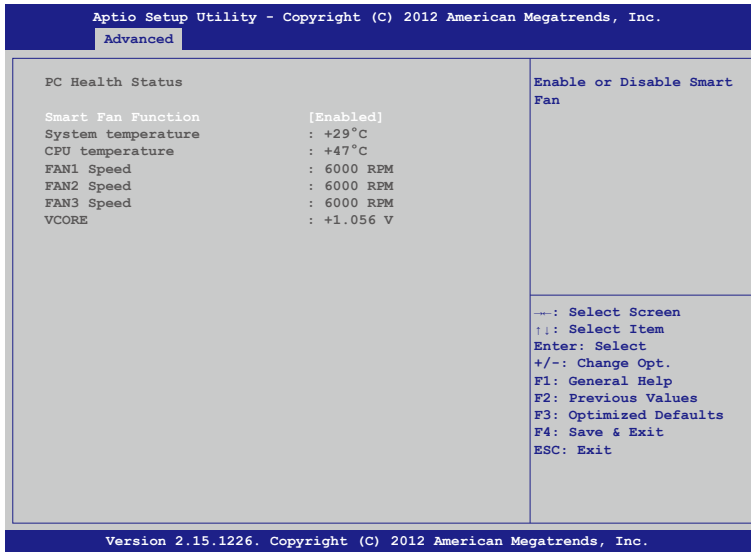 Aptio Setup Utility - Copyright (C) 2012 American Megatrends, Inc.
Advanced
PC Health Status
Smart Fan Function [Enabled]
System temperature : +29°C
CPU temperature : +47°C
FAN1 Speed : 6000 RPM
FAN2 Speed : 6000 RPM
FAN3 Speed : 6000 RPM
VCORE : +1.056 V
Enable or Disable Smart
Fan
→←: Select Screen
↑↓: Select Item
Enter: Select
+/-: Change Opt.
F1: General Help
F2: Previous Values
F3: Optimized Defaults
F4: Save & Exit
ESC: Exit
Version 2.15.1226. Copyright (C) 2012 American Megatrends, Inc.